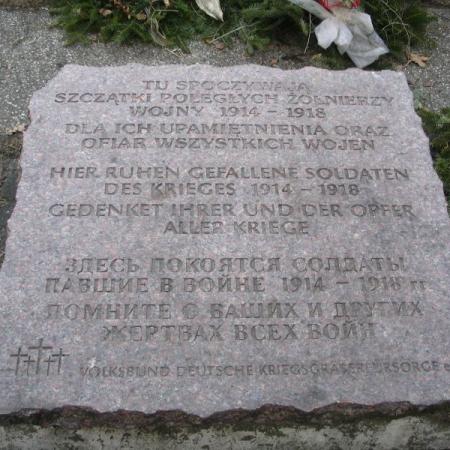 TU SPOCZYWAJĄ
SZCZĄTKI POLEGŁYCH ŻOŁNIERZY
WOJNY 1914 – 1918
DLA ICH UPAMIĘTNIENIA ORAZ
OFIAR WSZYSTKICH WOJEN
HIER RUHEN GEFALLENE SOLDATEN
DES KRIEGES 1914 – 1918
GEDENKET IHRER UND DER OPFER
ALLER KRIEGE
ЗДЕСЬ ПОКОЯТСЯ СОЛДАТЫ
ПАВШИЕ В ВОЙНЕ 1914 – 1918 гг
ПОМНИТЕ О ВАШИХ И ДРУГИХ
ЖЕРТВАХ ВСЕХ ВОЙН
VOLKSBUND DEUTSCHE KRIEGSGRÄBERFÜRSORGE e